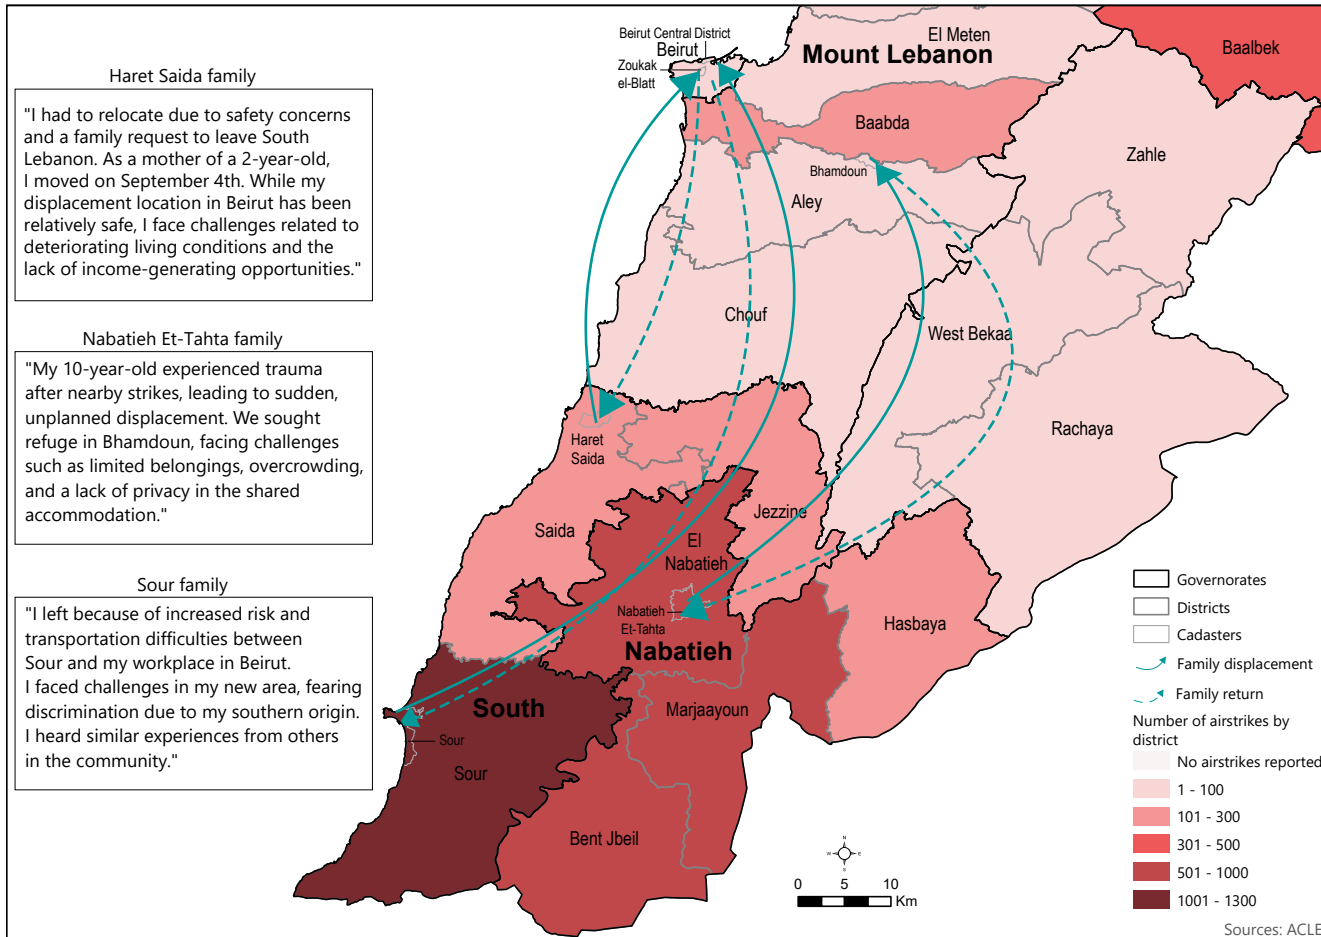 Haret Saida family
"I had to relocate due to safety concerns
and a family request to leave South
Lebanon. As a mother of a 2-year-old,
I moved on September 4th. While my
displacement location in Beirut has been
relatively safe, I face challenges related to
deteriorating living conditions and the
lack of income-generating opportunities."
Nabatieh Et-Tahta family
"My 10-year-old experienced trauma
after nearby strikes, leading to sudden,
unplanned displacement. We sought
refuge in Bhamdoun, facing challenges
such as limited belongings, overcrowding,
and a lack of privacy in the shared
accommodation."
Sour family
"I left because of increased risk and
transportation difficulties between
Sour and my workplace in Beirut.
I faced challenges in my new area, fearing
discrimination due to my southern origin.
I heard similar experiences from others
in the community."
Beirut Central District
Beirut
Zoukak
el-Blatt
El Meten
Mount Lebanon
Baalbek
Baabda
Zahle
Bhamdoun
Aley
Chouf
West Bekaa
Rachaya
Haret
Saida
Saida
Jezzine
El
Nabatieh
Nabatieh
Et-Tahta
Nabatieh
Hasbaya
South
Marjaayoun
Sour
Sour
Bent Jbeil
N
W E
S
0 5 10
Km
Governorates
Districts
Cadasters
Family displacement
Family return
Number of airstrikes by
district
No airstrikes reported
1 - 100
101 - 300
301 - 500
501 - 1000
1001 - 1300
Sources: ACLE